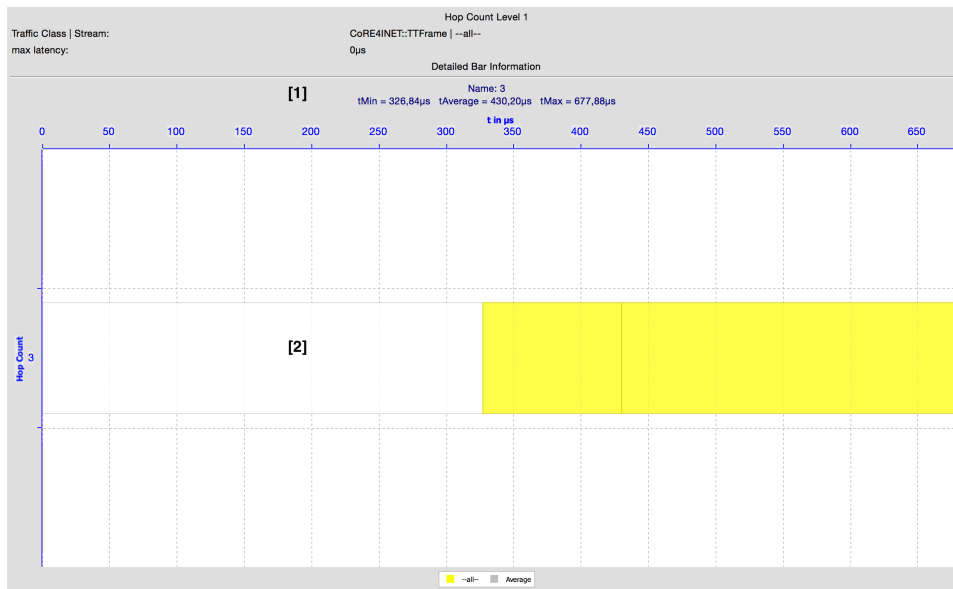 Hop Count Level 1
Traffic Class | Stream: CoRE4INET::TTFrame | --all--
max latency: 0µs
Detailed Bar Information
[1]
Name: 3
tMin = 326,84µs tAverage = 430,20µs tMax = 677,88µs
t in µs
0 50 100 150 200 250 300 350 400 450 500 550 600 650
[2]
Hop Count
3
--all-- Average